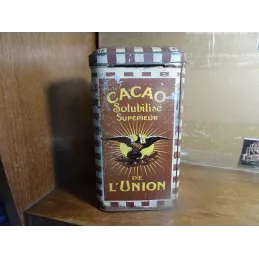 CACAO
Solubilisé
SUPÉRIEUR
DE
L'UNION